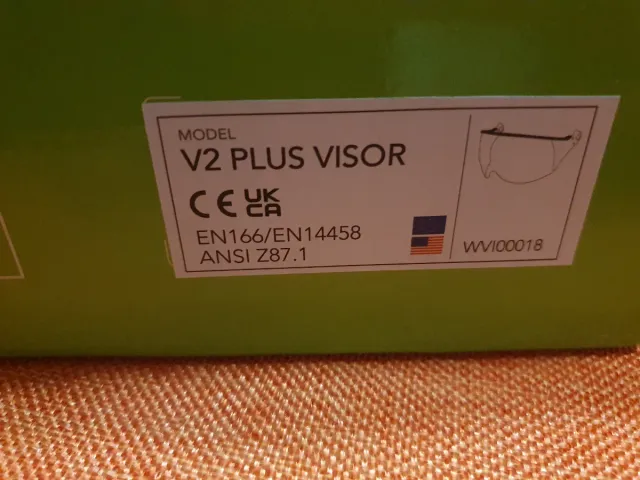 MODEL
V2 PLUS VISOR
CE UK CA
EN166/EN14458
ANSI Z87.1
WVI00018